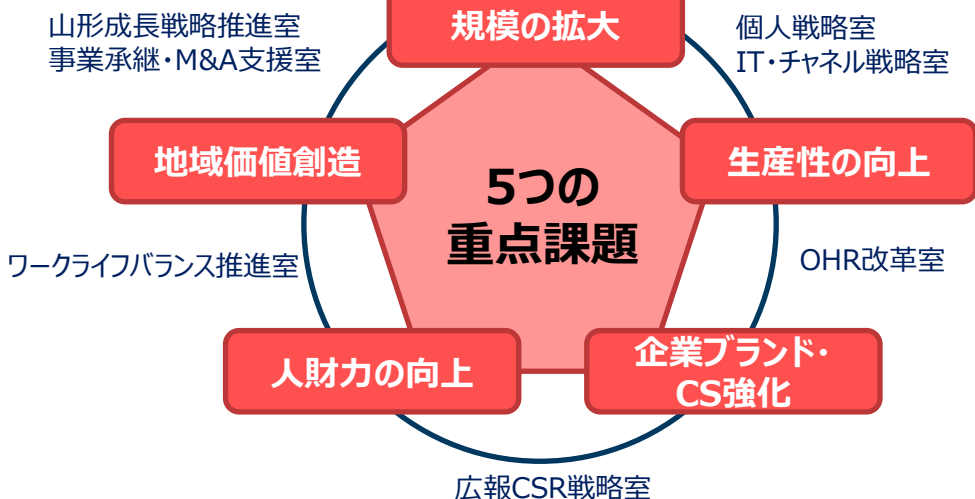 山形成長戦略推進室
事業承継・M&A支援室
規模の拡大
個人戦略室
IT・チャネル戦略室
地域価値創造
生産性の向上
5つの
重点課題
ワークライフバランス推進室
OHR改革室
人財力の向上
企業ブランド・
CS強化
広報CSR戦略室